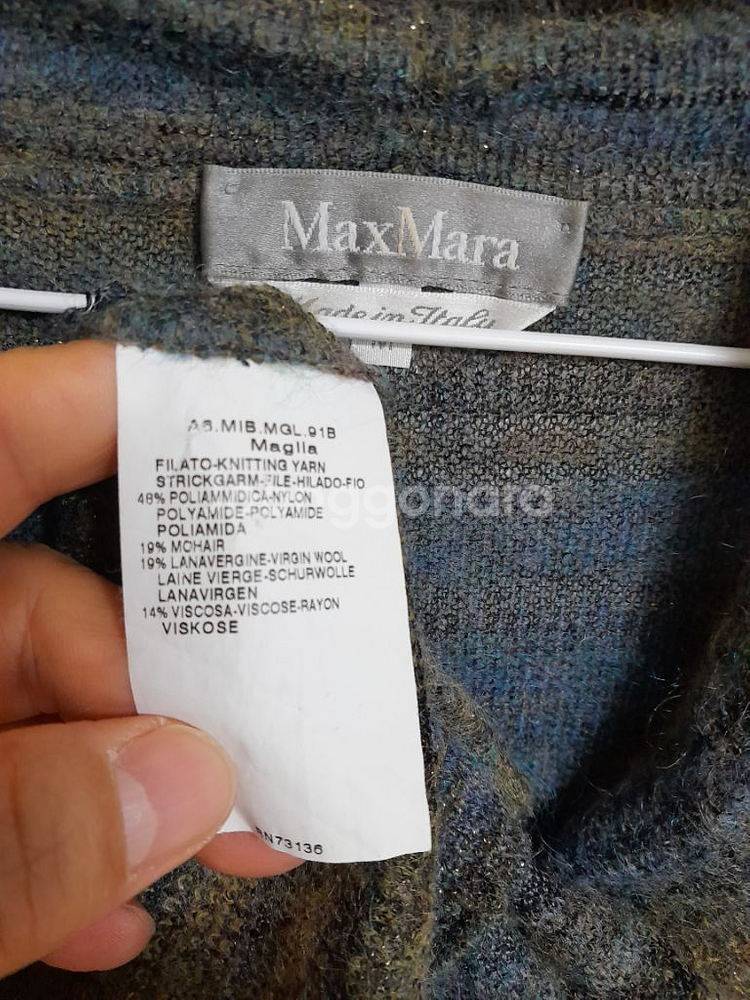 MaxMara
Made in Italy
M
A6.MIB.MGL.91B
Maglia
FILATO-KNITTING YARN
STRICKGARM-FILE-HILADO-FIO
48% POLIAMMIDICA-NYLON
POLYAMIDE-POLYAMIDE
POLIAMIDA
19% MOHAIR
19% LANAVERGINE-VIRGIN WOOL
LAINE VIERGE-SCHURWOLLE
LANAVIRGEN
14% VISCOSA-VISCOSE-RAYON
VISKOSE